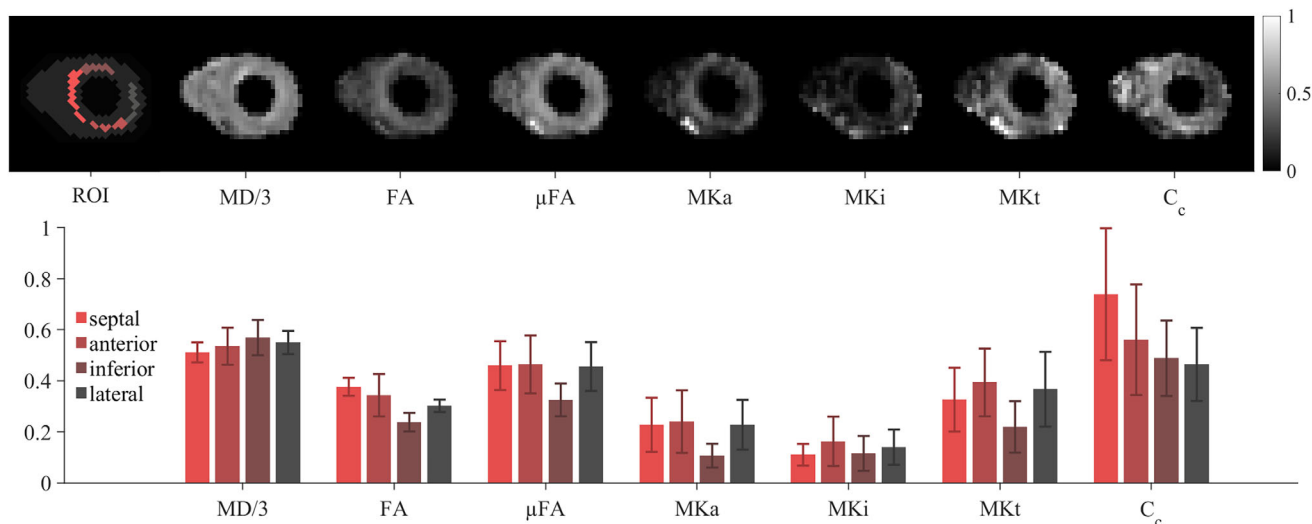 1
0.5
0
ROI MD/3 FA µFA MKa MKi MKt Cc
1
0.8
0.6
0.4
0.2
0
septal
anterior
inferior
lateral
MD/3 FA µFA MKa MKi MKt Cc